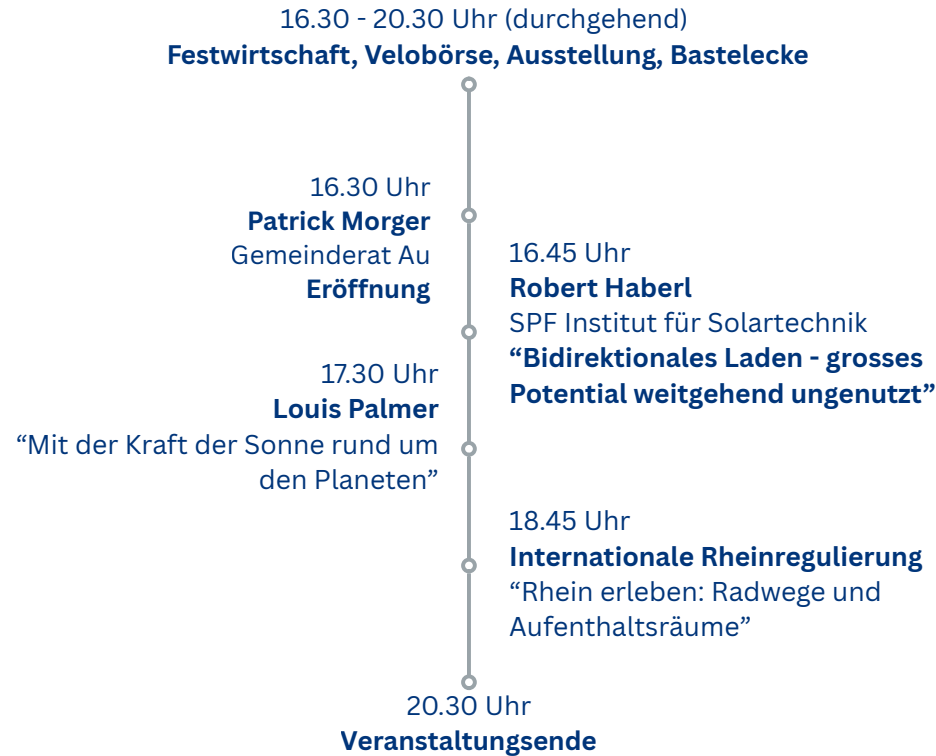 16.30 - 20.30 Uhr (durchgehend)
Festwirtschaft, Velobörse, Ausstellung, Bastelecke
16.30 Uhr
Patrick Morger
Gemeinderat Au
Eröffnung
16.45 Uhr
Robert Haberl
SPF Institut für Solartechnik
“Bidirektionales Laden - grosses
Potential weitgehend ungenutzt”
17.30 Uhr
Louis Palmer
“Mit der Kraft der Sonne rund um
den Planeten”
18.45 Uhr
Internationale Rheinregulierung
“Rhein erleben: Radwege und
Aufenthaltsräume”
20.30 Uhr
Veranstaltungsende